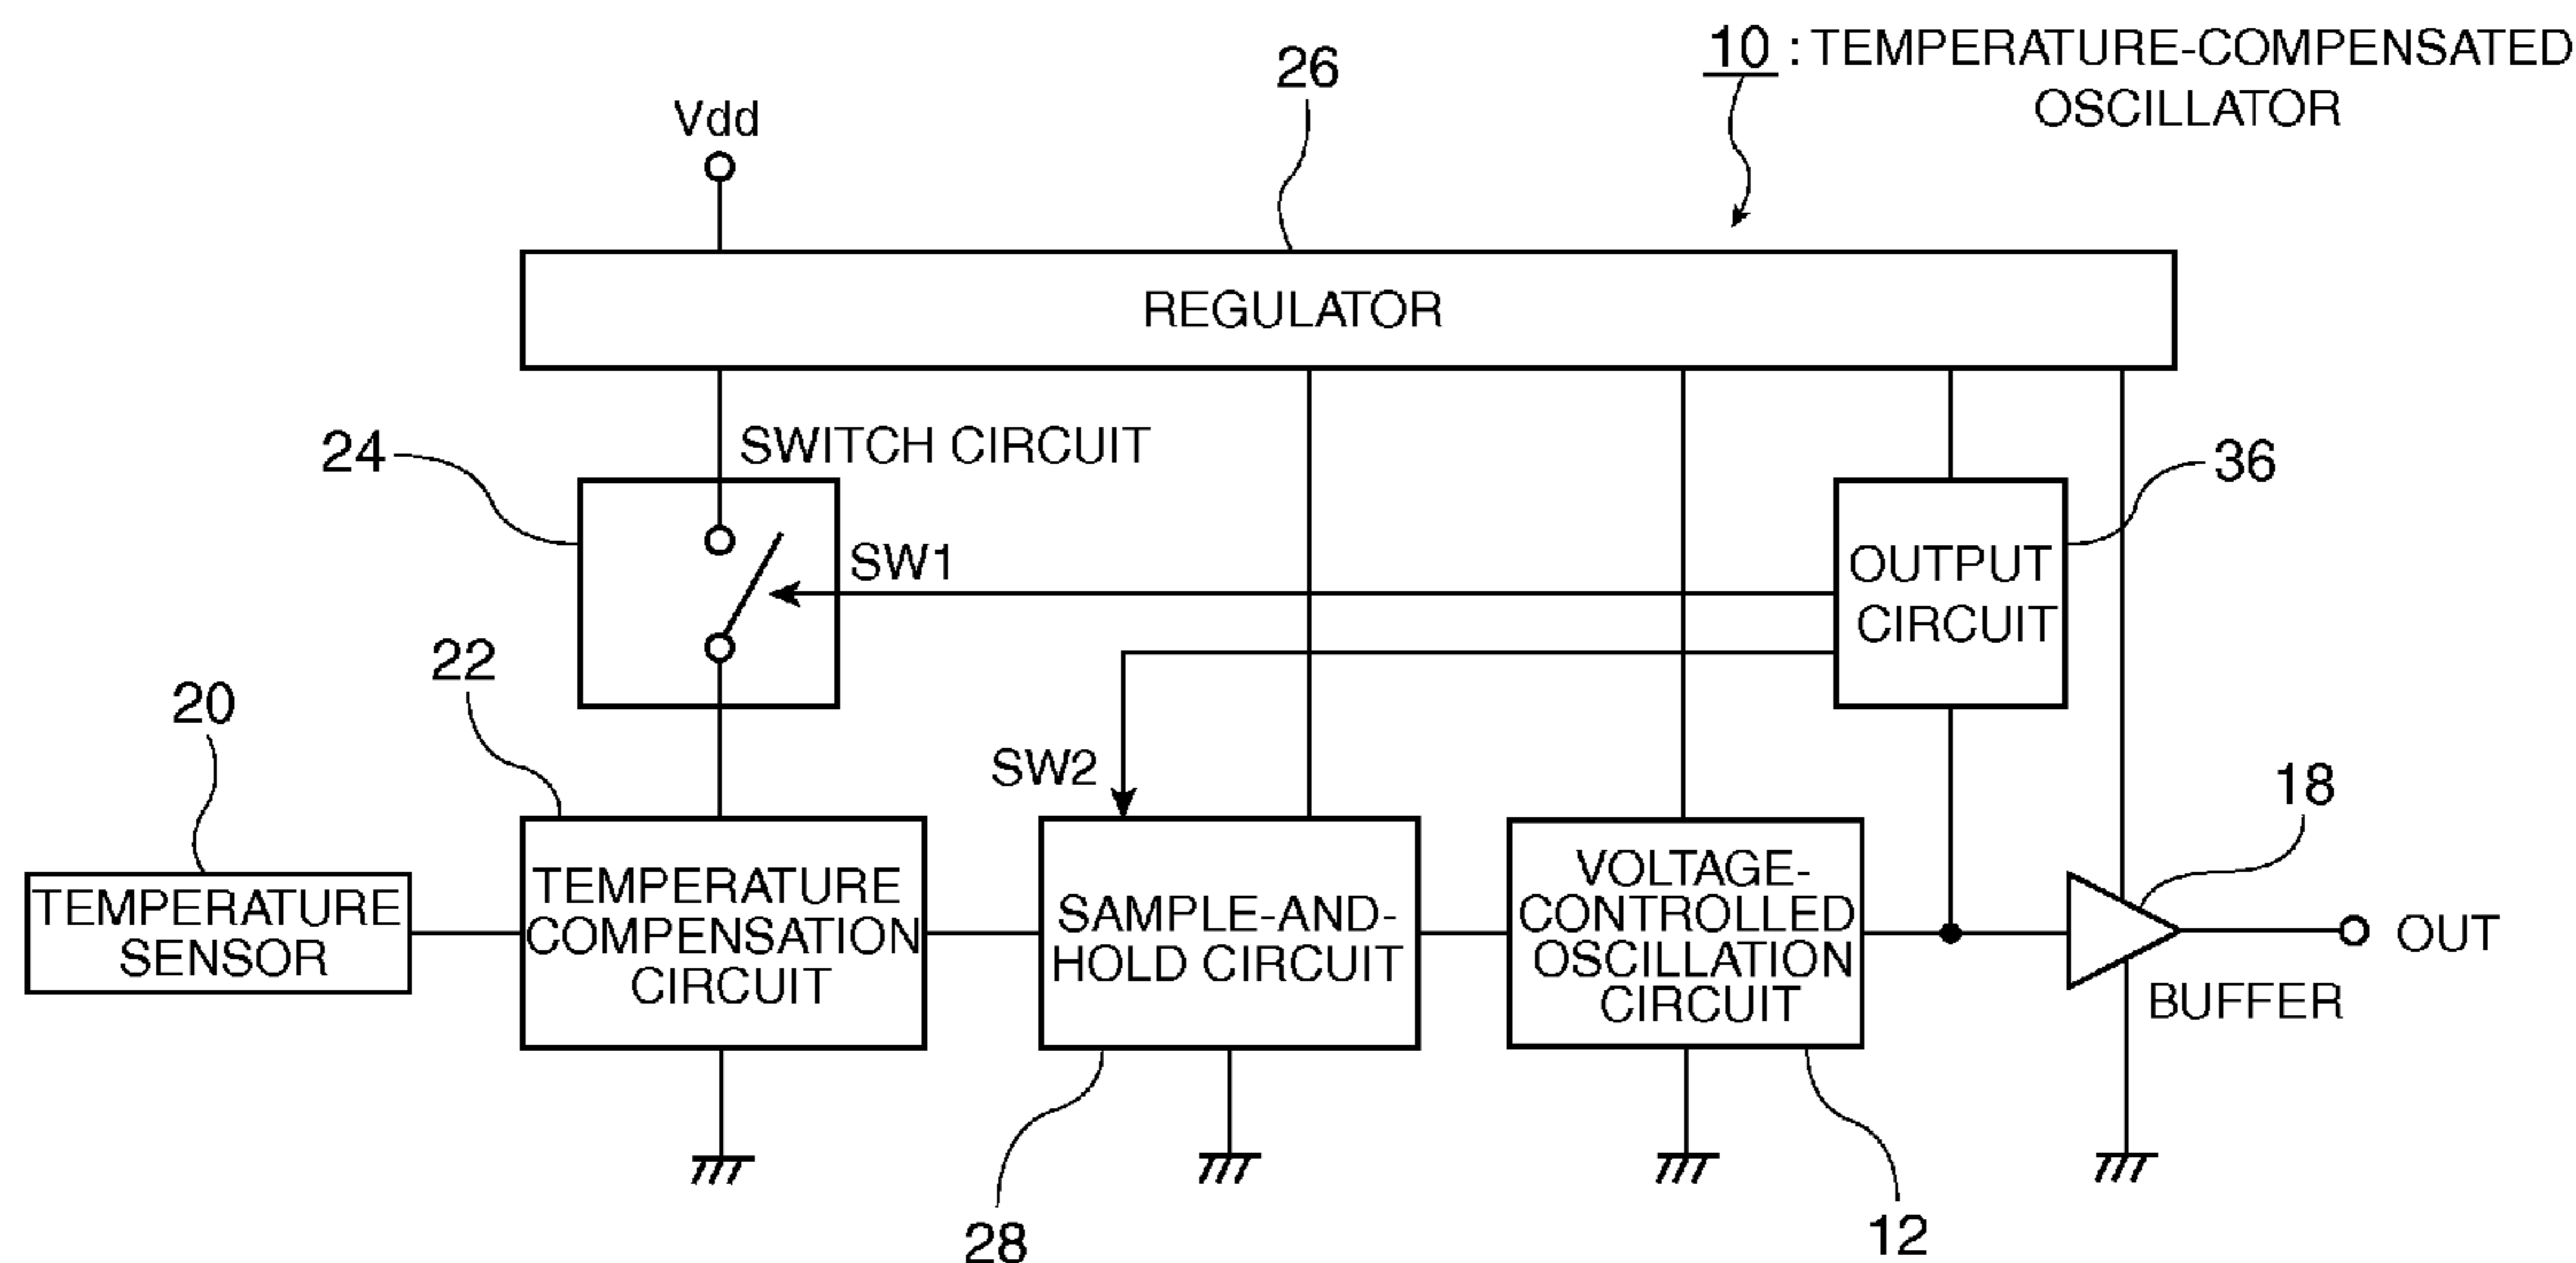 10 : TEMPERATURE-COMPENSATED
OSCILLATOR
26
Vdd
REGULATOR
24
SWITCH CIRCUIT
36
SW1
OUTPUT
CIRCUIT
22
20
SW2
18
TEMPERATURE
SENSOR
TEMPERATURE
COMPENSATION
CIRCUIT
SAMPLE-AND-
HOLD CIRCUIT
VOLTAGE-
CONTROLLED
OSCILLATION
CIRCUIT
OUT
BUFFER
28
12